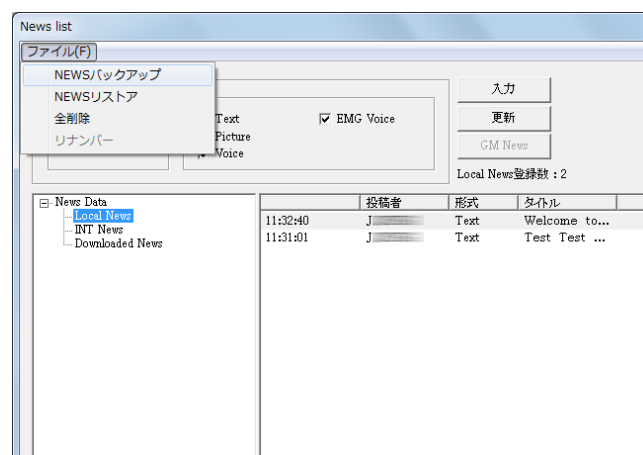 News list
ファイル(F)
NEWSバックアップ
NEWSリストア
全削除
リナンバー
Text
Picture
Voice
EMG Voice
入力
更新
GM News
Local News登録数：2
News Data
Local News
INT News
Downloaded News
投稿者 形式 タイトル
11:32:40 J Text Welcome to...
11:31:01 J Text Test Test ...